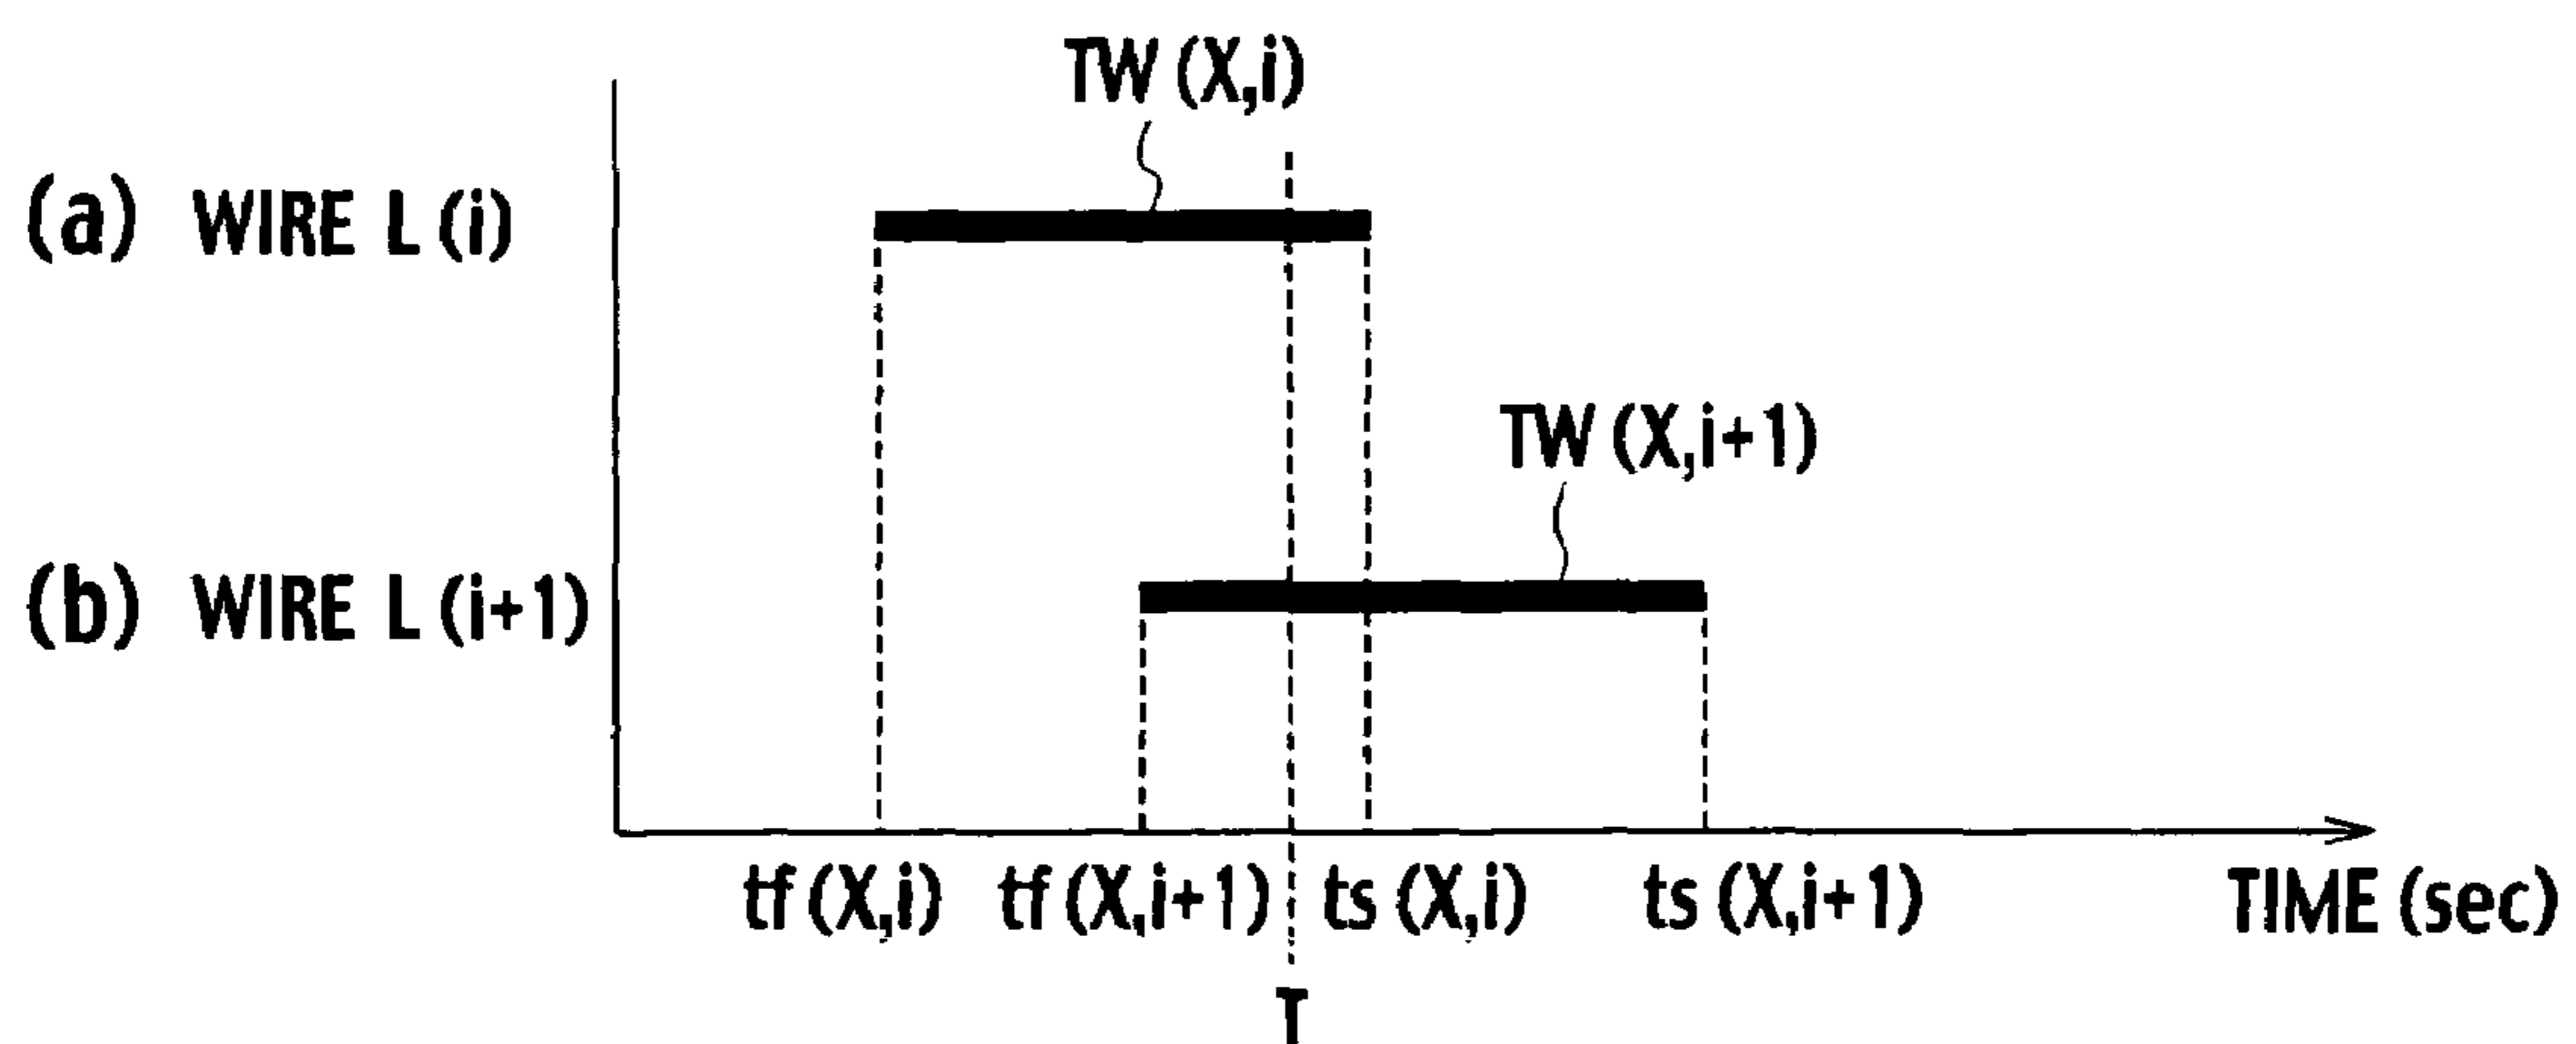 TW (X,i)
(a) WIRE L (i)
TW (X,i+1)
(b) WIRE L (i+1)
tf (X,i) tf (X,i+1) ts (X,i) ts (X,i+1) TIME (sec)
T